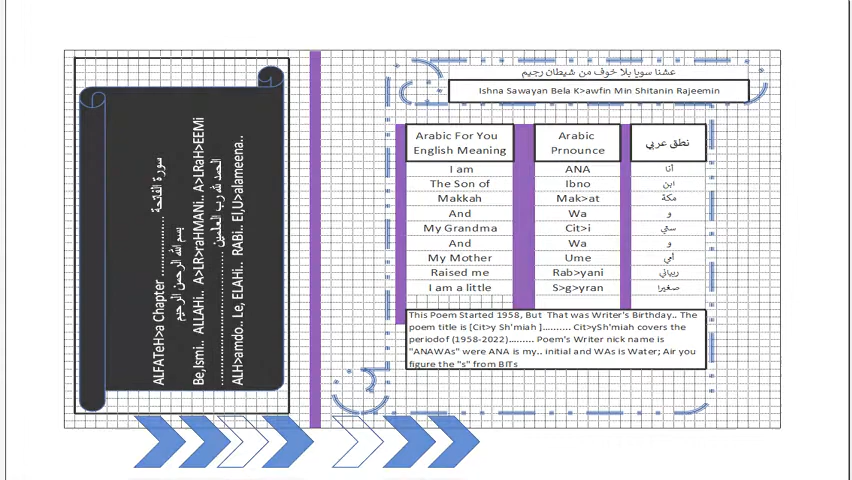 ALFATeH>a Chapter ................ سورة الفاتحة
بسم الله الرحمن الرحيم
Be,Ismi.. ALLAHi.. A>LR>raHMANi.. A>LRaH>EEMi
الحمد لله رب العلمين
ALH>amdo.. Le, ELAHi.. RABi.. El,U>alameena..
عشنا سويا بلا خوف من شيطان رجيم
Ishna Sawayan Bela K>awfin Min Shitanin Rajeemin
Arabic For You English Meaning Arabic Prnounce نطق عربي
I am ANA أنا
The Son of Ibno ابن
Makkah Mak>at مكة
And Wa و
My Grandma Cit>i ستي
And Wa و
My Mother Ume أمي
Raised me Rab>yani ربياني
I am a little S>g>yran صغيرا
This Poem Started 1958, But That was Writer's Birthday.. The
poem title is [Cit>y Sh'miah ].......... Cit>ySh'miah covers the
periodof (1958-2022)....... Poem's Writer nick name is
"ANAWAs" were ANA is my.. initial and WAs is Water; Air you
figure the "s" from BITs